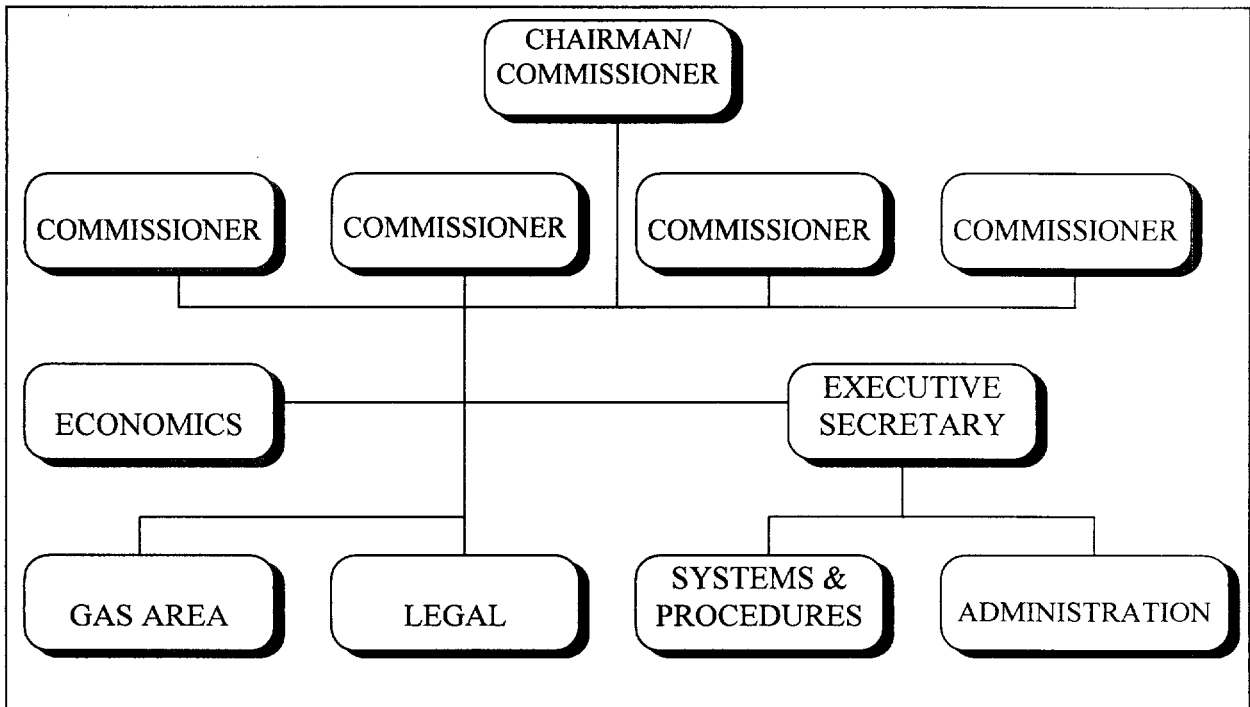 CHAIRMAN/
COMMISSIONER
COMMISSIONER
COMMISSIONER
COMMISSIONER
COMMISSIONER
ECONOMICS
EXECUTIVE
SECRETARY
GAS AREA
LEGAL
SYSTEMS &
PROCEDURES
ADMINISTRATION